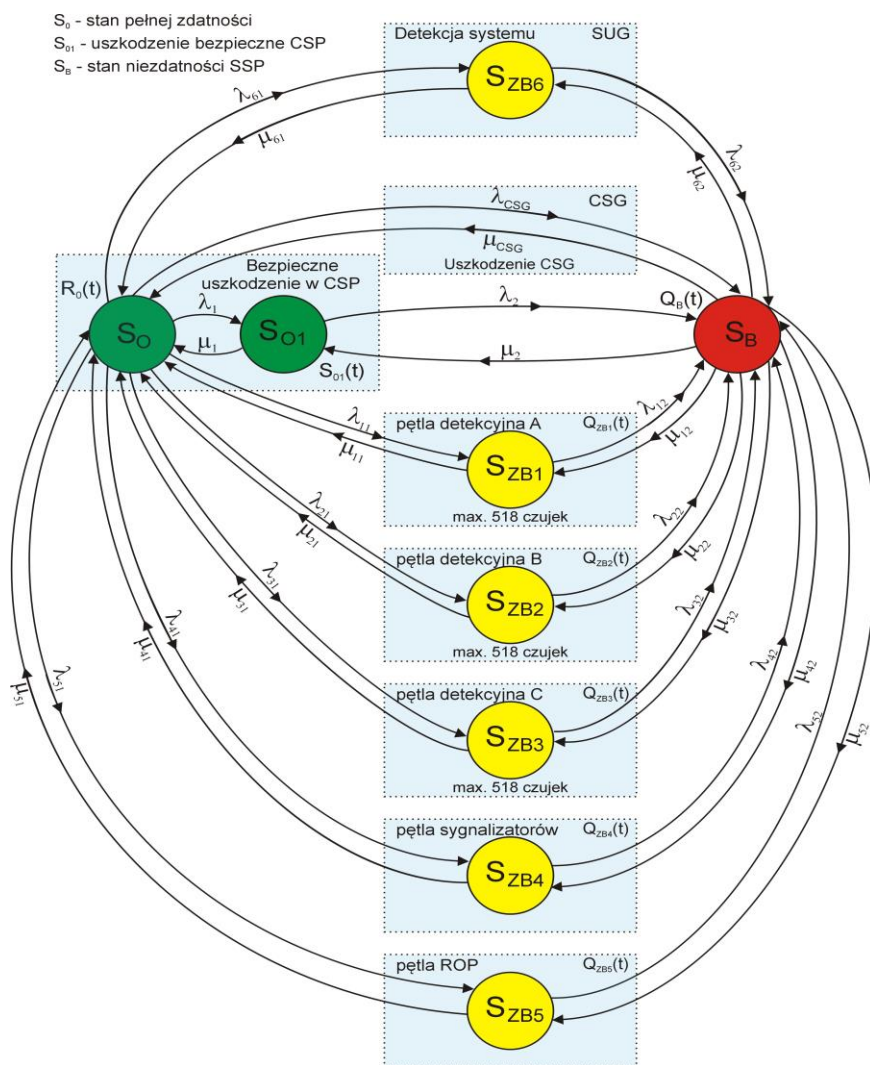 S₀ - stan pełnej zdatności
S₀₁ - uszkodzenie bezpieczne CSP
S_B - stan niezdatności SSP
Detekcja systemu SUG
S_ZB6
λ₆₁
μ₆₁
λ₆₂
μ₆₂
CSG
λ_CSG
μ_CSG
Uszkodzenie CSG
Bezpieczne
uszkodzenie w CSP
R₀(t)
S_O
λ₁
μ₁
S_O1
S₀₁(t)
λ₂
μ₂
Q_B(t)
S_B
pętla detekcyjna A Q_ZB1(t)
λ₁₁
μ₁₁
S_ZB1
λ₁₂
μ₁₂
max. 518 czujek
pętla detekcyjna B Q_ZB2(t)
λ₂₁
μ₂₁
S_ZB2
λ₂₂
μ₂₂
max. 518 czujek
pętla detekcyjna C Q_ZB3(t)
λ₃₁
μ₃₁
S_ZB3
λ₃₂
μ₃₂
max. 518 czujek
pętla sygnalizatorów Q_ZB4(t)
λ₄₁
μ₄₁
S_ZB4
λ₄₂
μ₄₂
pętla ROP Q_ZB5(t)
λ₅₁
μ₅₁
S_ZB5
λ₅₂
μ₅₂